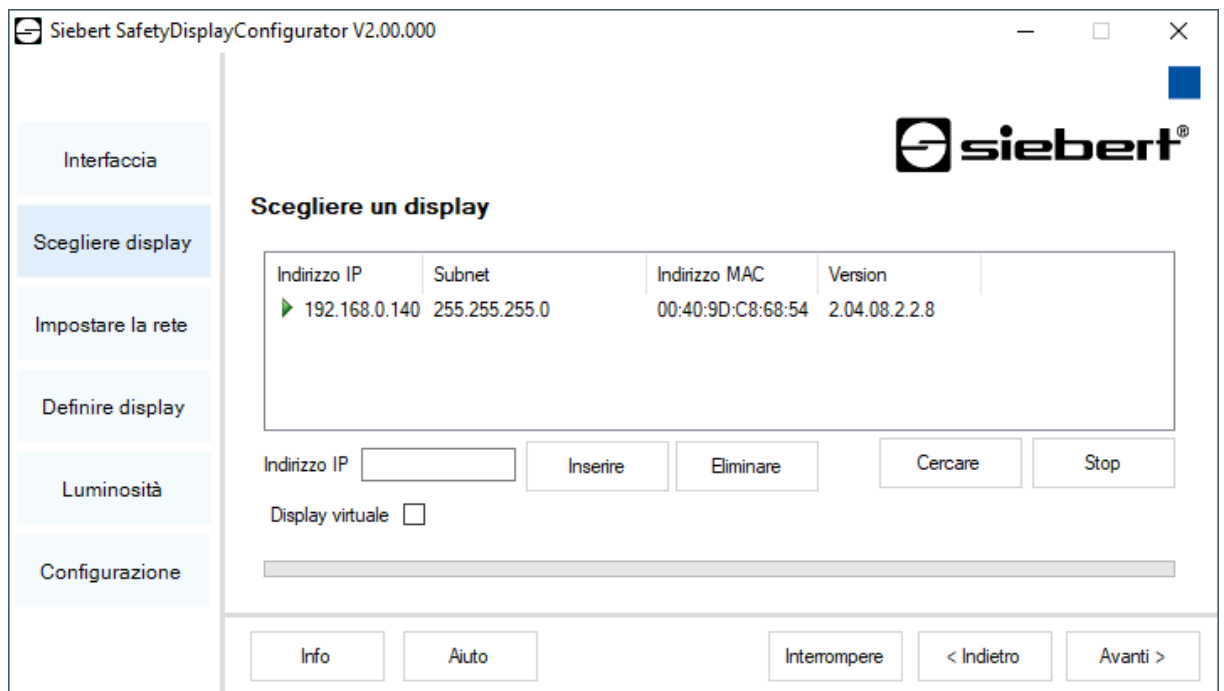 Siebert SafetyDisplayConfigurator V2.00.000
siebert®
Interfaccia
Scegliere display
Impostare la rete
Definire display
Luminosità
Configurazione
Scegliere un display
Indirizzo IP Subnet Indirizzo MAC Version
192.168.0.140 255.255.255.0 00:40:9D:C8:68:54 2.04.08.2.2.8
Indirizzo IP Inserire Eliminare Cercare Stop
Display virtuale
Info Aiuto Interrompere < Indietro Avanti >